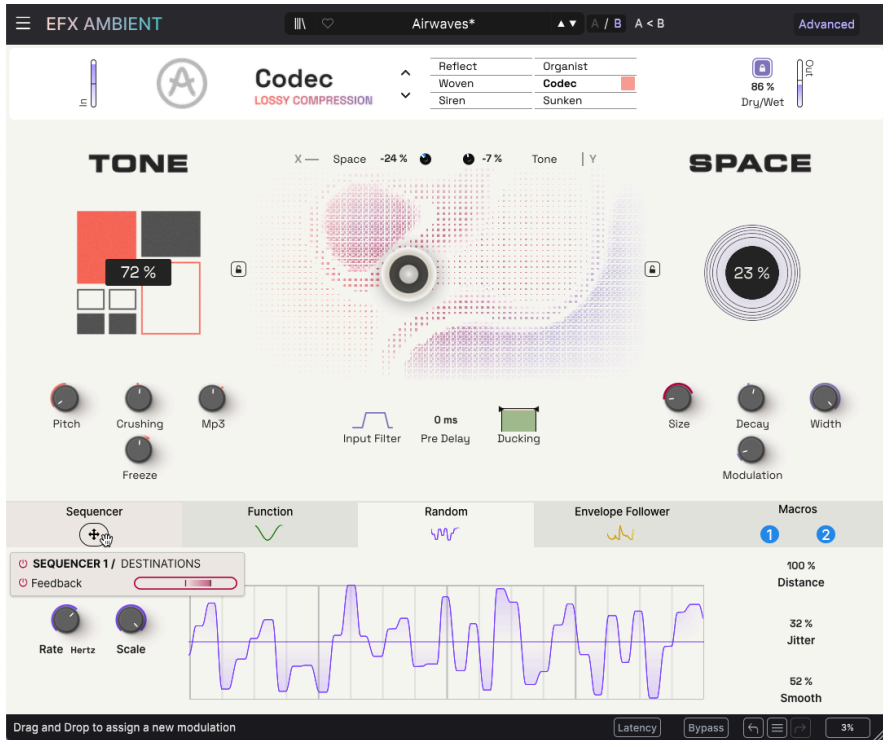 EFX AMBIENT
Airwaves*
A / B A < B
Advanced
In
Codec
LOSSY COMPRESSION
Reflect Organist
Woven Codec
Siren Sunken
86 %
Dry/Wet
Out
TONE
X Space -24 % -7 % Tone Y
SPACE
72 %
23 %
Pitch Crushing Mp3
Freeze
Input Filter
0 ms
Pre Delay
Ducking
Size Decay Width
Modulation
Sequencer Function Random Envelope Follower Macros
1 2
SEQUENCER 1 / DESTINATIONS
Feedback
Rate Hertz Scale
100 %
Distance
32 %
Jitter
52 %
Smooth
Drag and Drop to assign a new modulation
Latency Bypass 3%